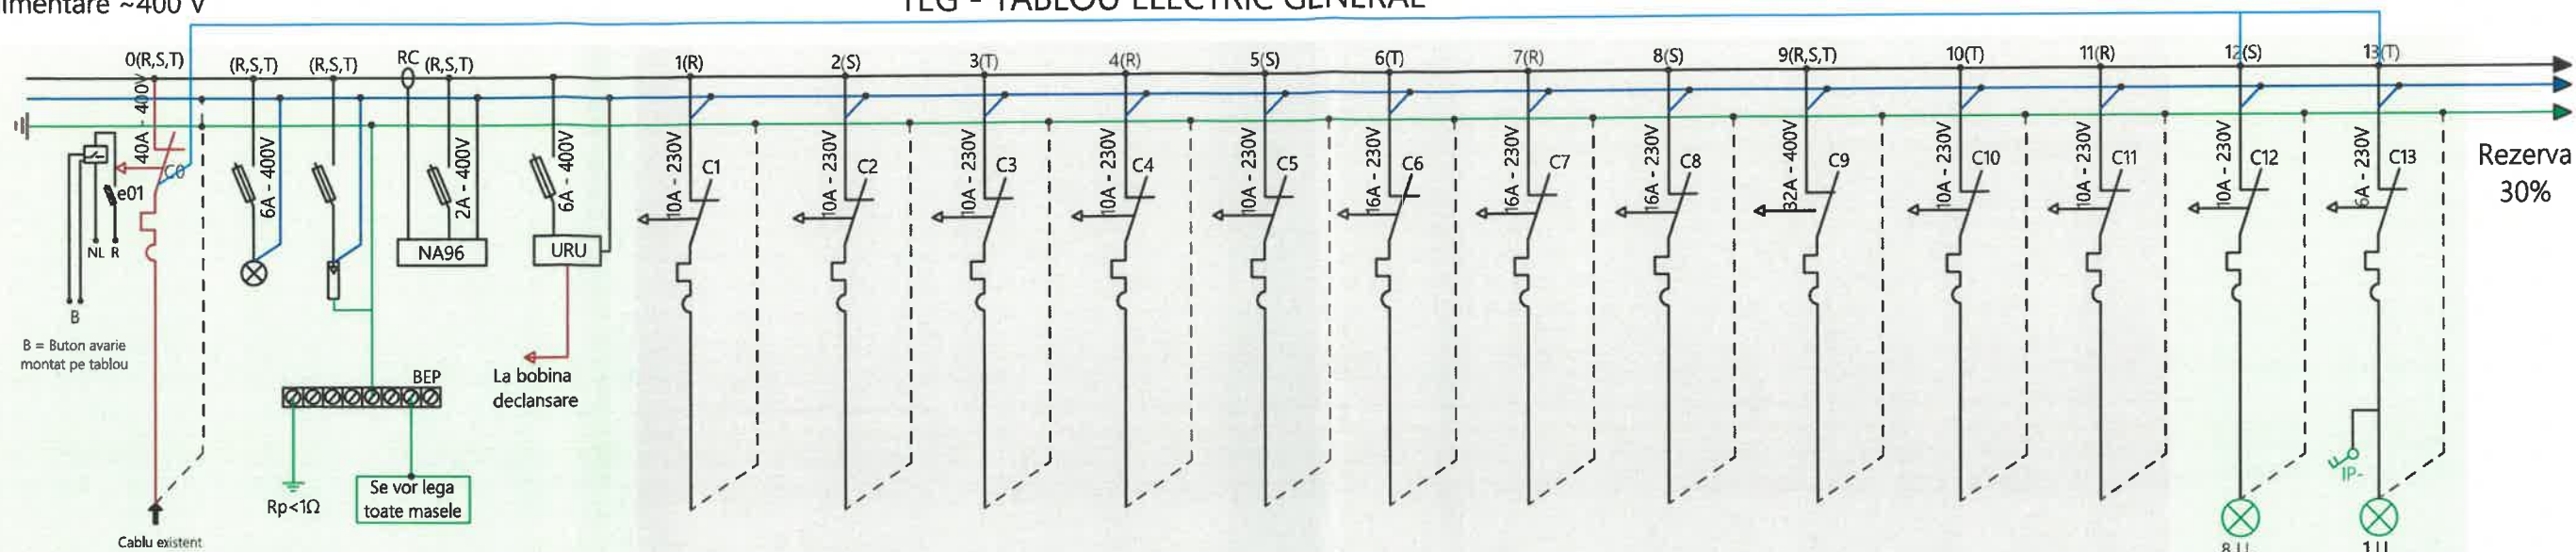 TEG - TABLOU ELECTRIC GENERAL
0(R,S,T)
(R,S,T)
(R,S,T)
RC
(R,S,T)
1(R)
2(S)
3(T)
4(R)
5(S)
6(T)
7(R)
8(S)
9(R,S,T)
10(T)
11(R)
12(S)
13(T)
40A - 400V
C0
e01
NL R
B
B = Buton avarie
montat pe tablou
6A - 400V
2A - 400V
NA96
6A - 400V
URU
BEP
La bobina
declansare
Rp<1Ω
Se vor lega
toate masele
Cablu existent
10A - 230V
C1
10A - 230V
C2
10A - 230V
C3
10A - 230V
C4
10A - 230V
C5
16A - 230V
C6
16A - 230V
C7
16A - 230V
C8
32A - 400V
C9
10A - 230V
C10
10A - 230V
C11
10A - 230V
C12
6A - 230V
C13
Rezerva
30%
IP-